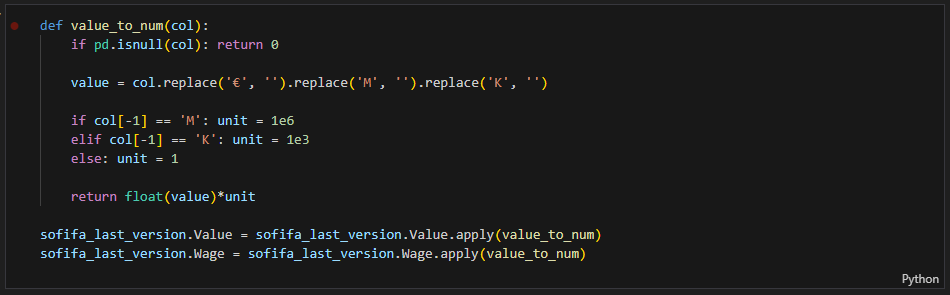 def value_to_num(col):
    if pd.isnull(col): return 0
    value = col.replace('€', '').replace('M', '').replace('K', '')
    if col[-1] == 'M': unit = 1e6
    elif col[-1] == 'K': unit = 1e3
    else: unit = 1
    return float(value)*unit
sofifa_last_version.Value = sofifa_last_version.Value.apply(value_to_num)
sofifa_last_version.Wage = sofifa_last_version.Wage.apply(value_to_num)
Python